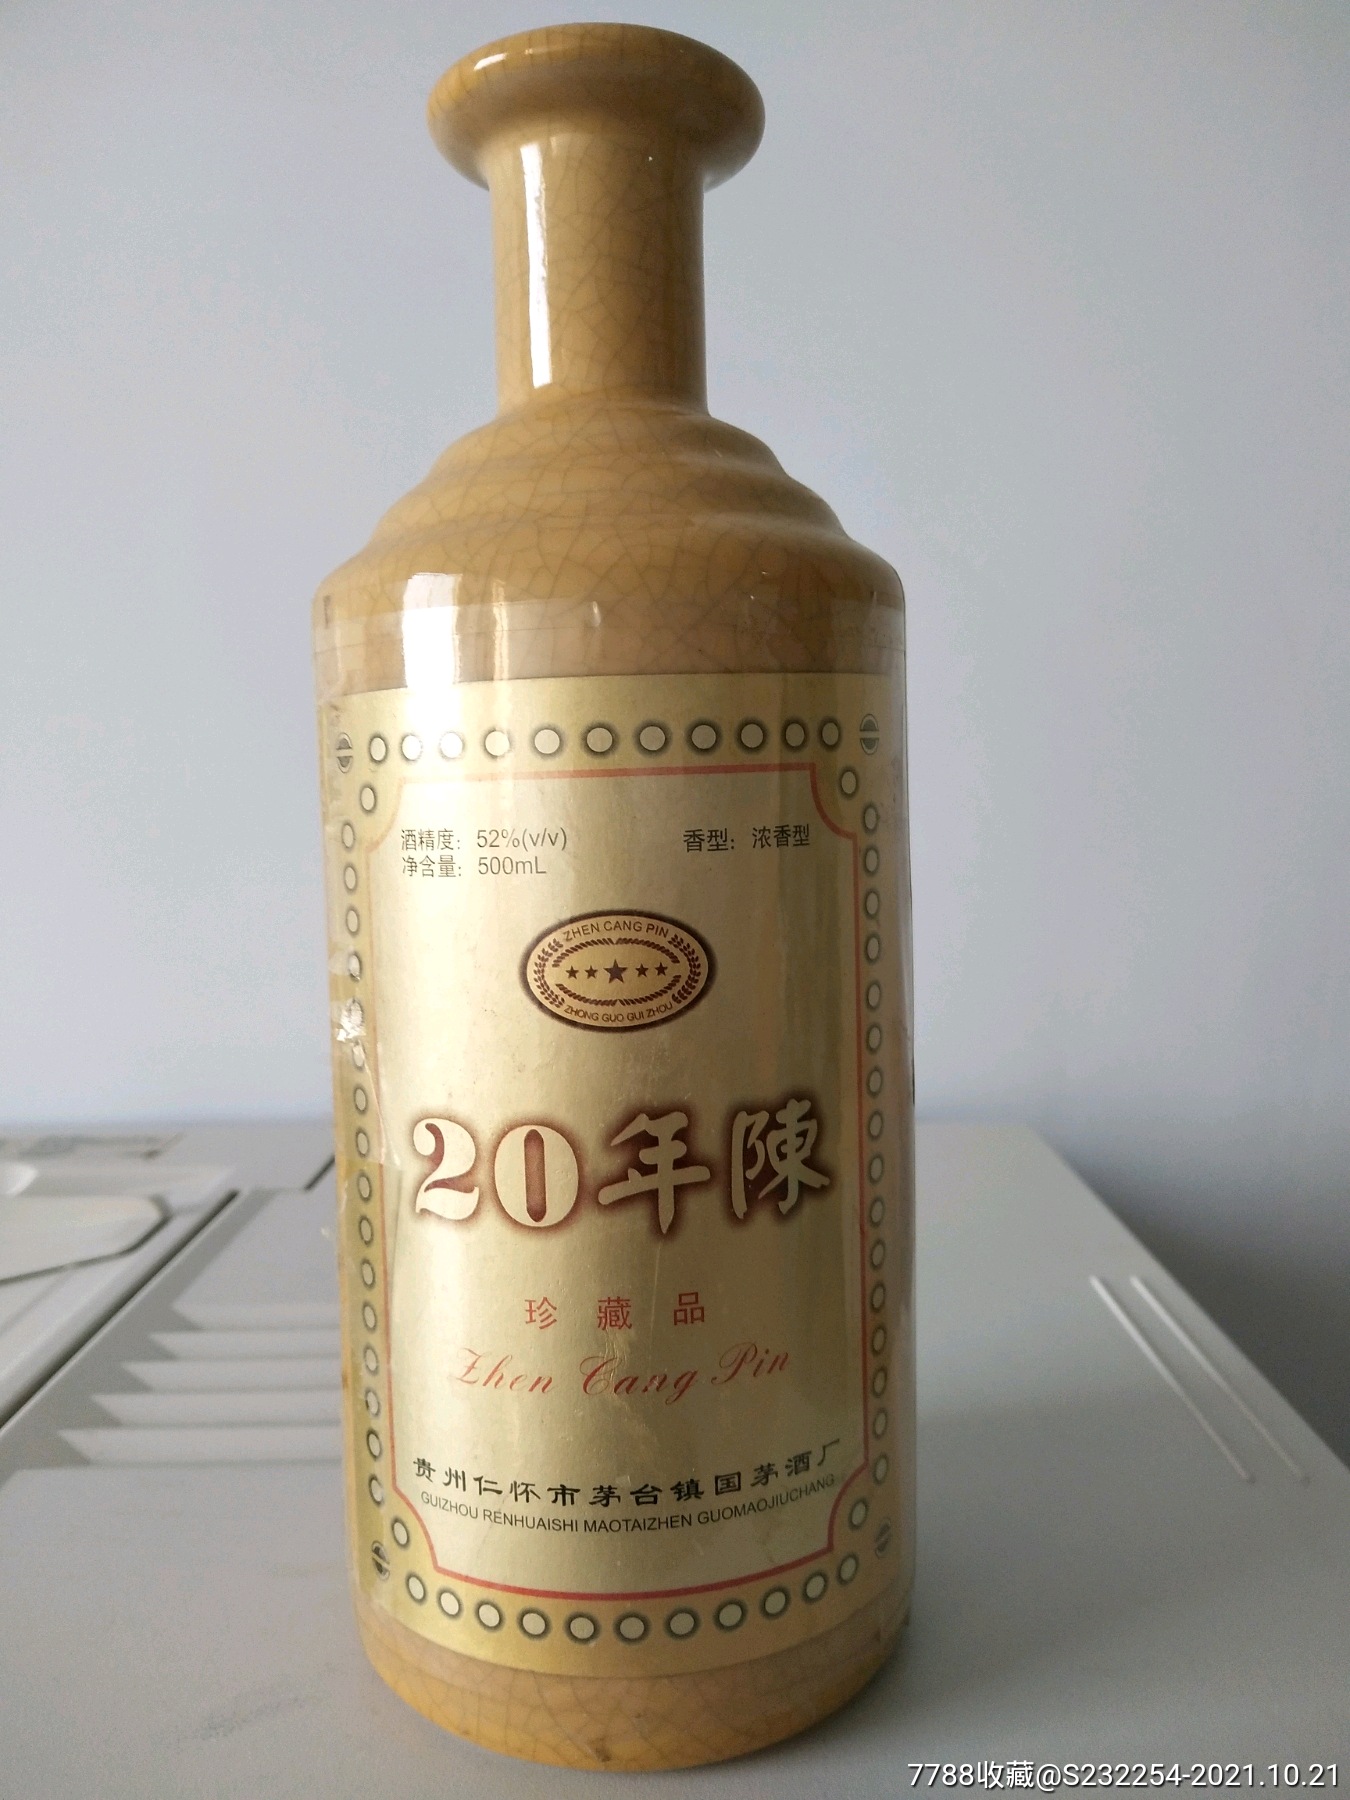 酒精度：52%(v/v) 香型：浓香型
净含量：500mL
ZHEN CANG PIN
ZHONG GUO GUI ZHOU
20年陳
珍藏品
Zhen Cang Pin
贵州仁怀市茅台镇国茅酒厂
GUIZHOU RENHUAISHI MAOTAIZHEN GUOMAOJIUCHANG
7788收藏@S232254-2021.10.21